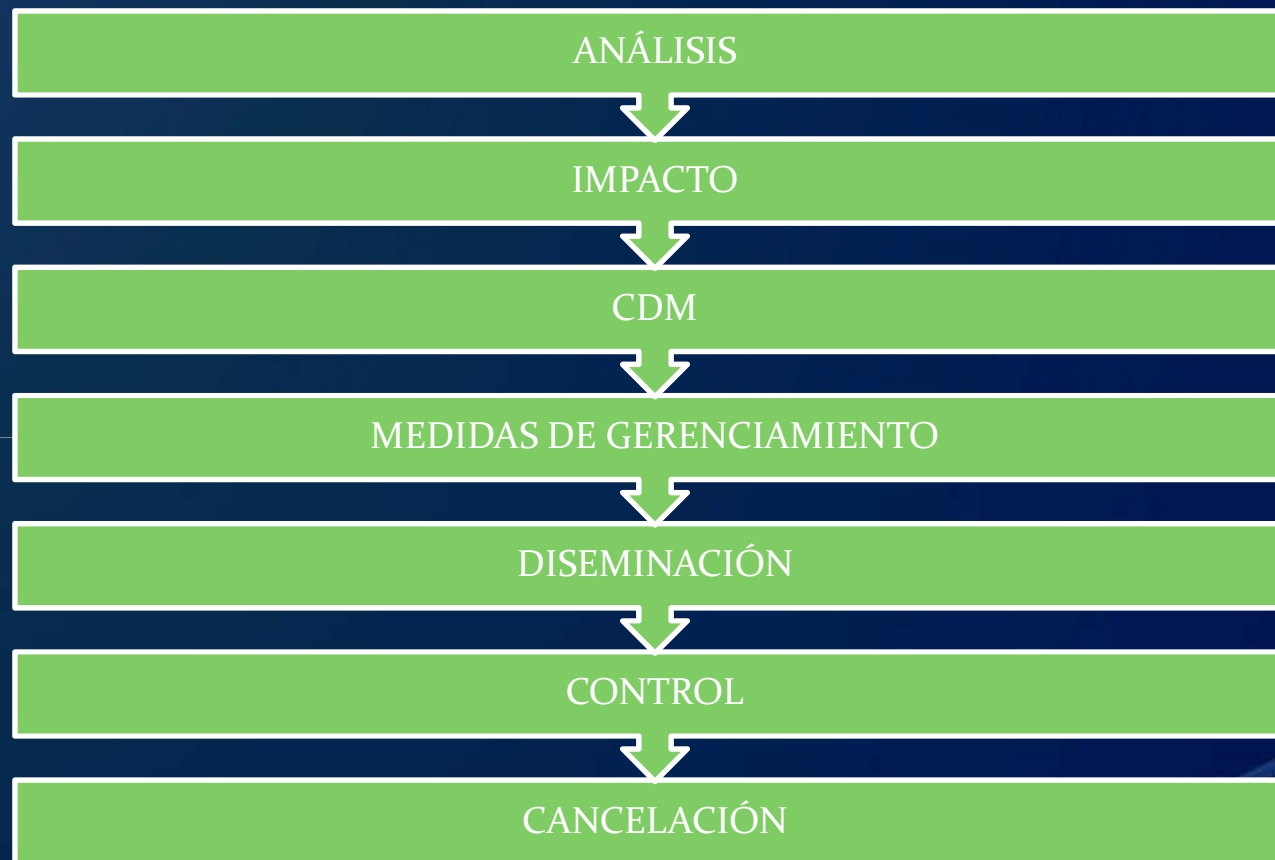 ANÁLISIS
IMPACTO
CDM
MEDIDAS DE GERENCIAMIENTO
DISEMINACIÓN
CONTROL
CANCELACIÓN